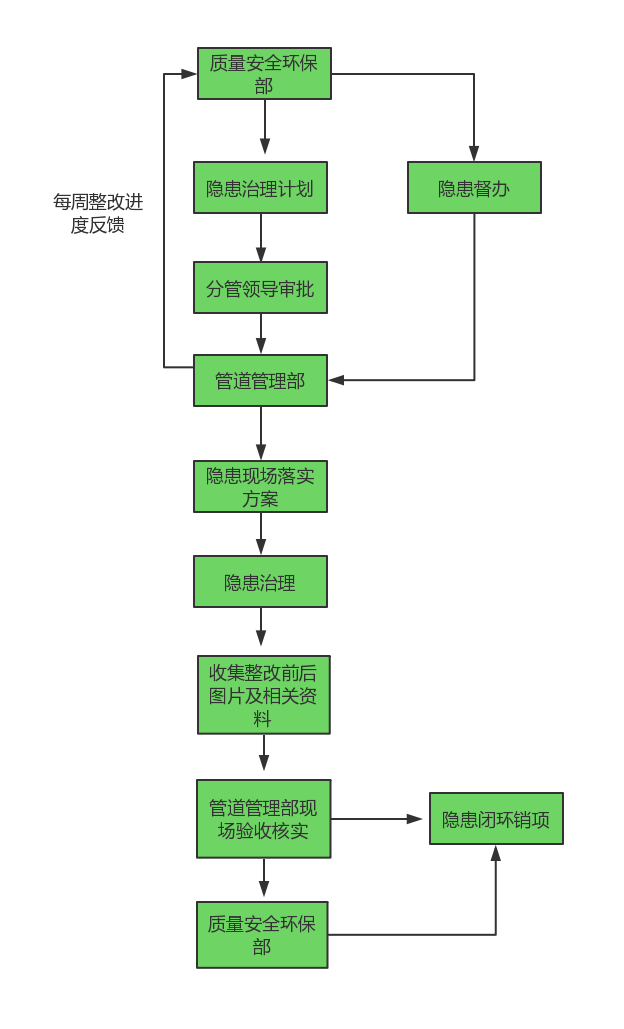 质量安全环保
部
隐患治理计划
隐患督办
每周整改进
度反馈
分管领导审批
管道管理部
隐患现场落实
方案
隐患治理
收集整改前后
图片及相关资
料
管道管理部现
场验收核实
隐患闭环销项
质量安全环保
部